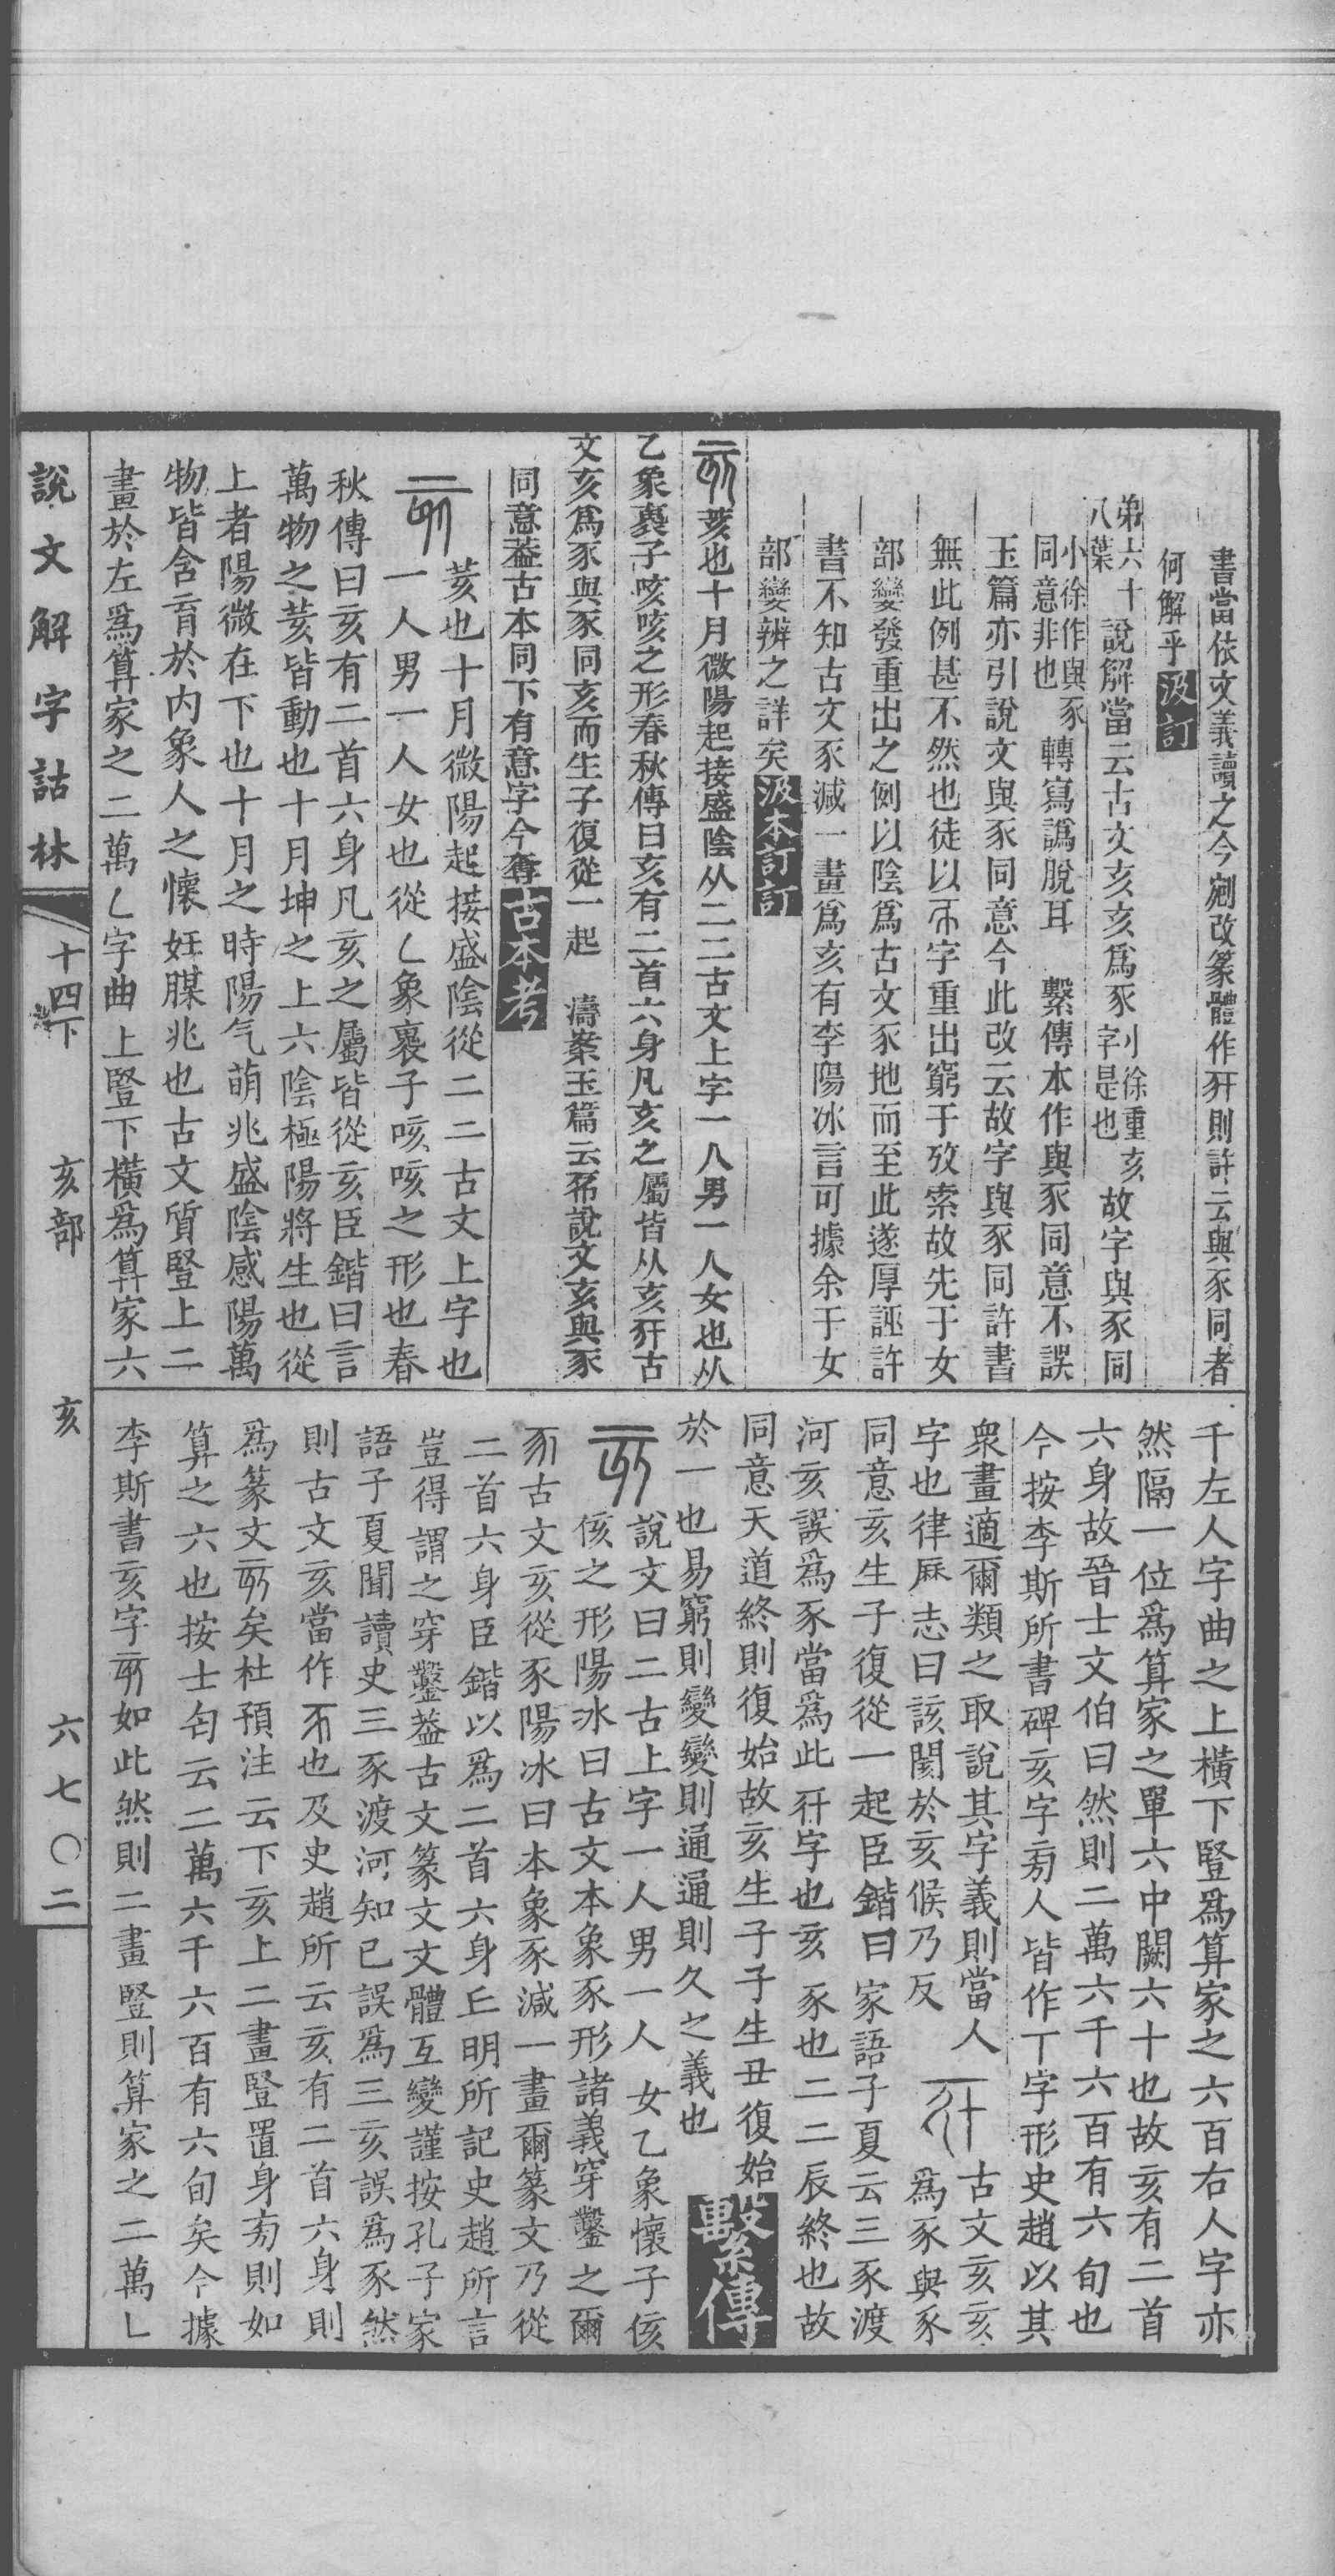 書當依文義讀之今剜改篆體作𠀬則許云與豕同者
何解乎汲訂
弟六十八葉 說解當云古文亥亥爲豕小徐重亥字是也故字與豕同
小徐作與豕同意非也轉寫譌脫耳 繫傳本作與豕同意不誤
玉篇亦引說文與豕同意今此改云故字與豕同許書
無此例甚不然也徒以帀字重出窮于攷索故先于女
部㜻發重出之例以陰爲古文豕地而至此遂厚誣許
書不知古文豕減一畫爲亥有李陽冰言可據余于女
部㜻辨之詳矣汲本訂訂
亥荄也十月微陽起接盛陰从二二古文上字一人男一人女也从
乙象褢子咳咳之形春秋傳曰亥有二首六身凡亥之屬皆从亥𠀬古
文亥爲豕與豕同亥而生子復從一起 濤案玉篇云𠀅說文亥與豕
同意葢古本同下有意字今奪古本考
亥 荄也十月微陽起接盛陰從二二古文上字也
一人男一人女也從乚象褢子咳咳之形也春
秋傳曰亥有二首六身凡亥之屬皆從亥臣鍇曰言
萬物之荄皆動也十月坤之上六陰極陽將生也從
上者陽微在下也十月之時陽气萌兆盛陰感陽萬
物皆含育於内象人之懷妊腜兆也古文質豎上二
畫於左爲算家之二萬乚字曲上豎下橫爲算家六
千左人字曲之上橫下豎爲算家之六百右人字亦
然隔一位爲算家之單六中闕六十也故亥有二首
六身故晉士文伯曰然則二萬六千六百有六旬也
今按李斯所書碑亥字㫄人皆作丅字形史趙以其
衆畫適爾類之取說其字義則當人
字也律厤志曰該閡於亥候乃反 𠀬 古文亥亥爲豕與豕
同意亥生子復從一起臣鍇曰家語子夏云三豕渡
河亥誤爲豕當爲此𠀬字也亥豕也二二辰終也故
同意天道終則復始故亥生子子生丑復始
於一也易窮則變變則通通則久之義也繫傳
亥 說文曰二古上字一人男一人女乙象懷子侅
侅之形陽冰曰古文本象豕形諸義穿鑿之爾
𠀅古文亥從豕陽冰曰本象豕減一畫爾篆文乃從
二首六身臣鍇以爲二首六身丘明所記史趙所言
豈得謂之穿鑿葢古文篆文文體互變謹按孔子家
語子夏聞讀史三豕渡河知已誤爲三亥誤爲豕然
則古文亥當作𠀅也及史趙所云亥有二首六身則
爲篆文亥矣杜預注云下亥上二畫豎置身㫄則如
算之六也按士匄云二萬六千六百有六旬矣今據
李斯書亥字亥如此然則二畫豎則算家之二萬乚
說文解字詁林 十四下 亥部 亥 六七〇二